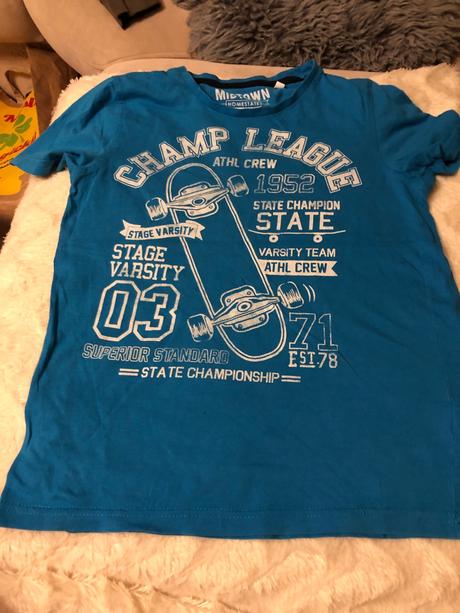 MIDTOWN
HOMESTATE
CHAMP LEAGUE
ATHL CREW
1952
STATE CHAMPION
STATE
STAGE VARSITY
STAGE
VARSITY
VARSITY TEAM
ATHL CREW
03
71
EST.78
SUPERIOR STANDARD
STATE CHAMPIONSHIP